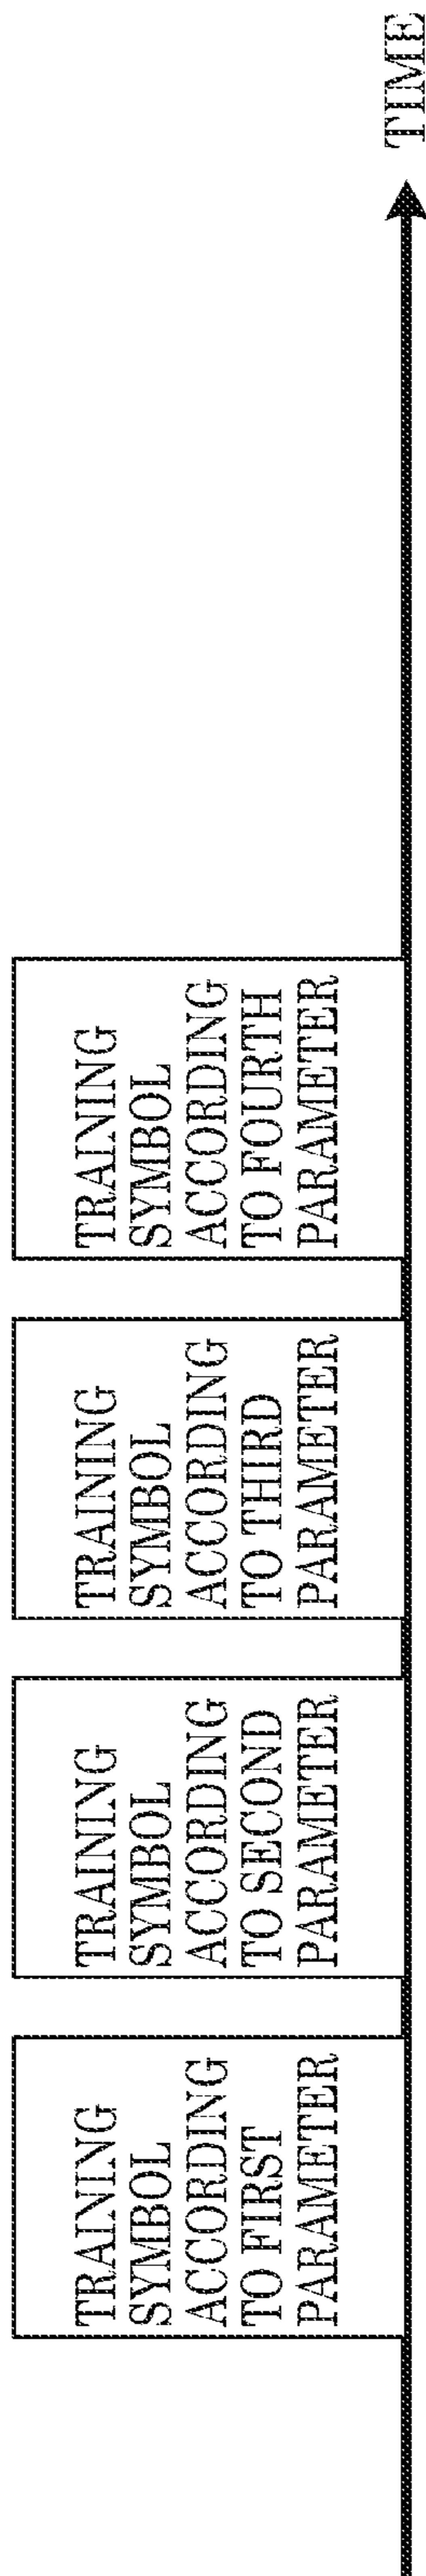 TRAINING
SYMBOL
ACCORDING
TO FIRST
PARAMETER
TRAINING
SYMBOL
ACCORDING
TO SECOND
PARAMETER
TRAINING
SYMBOL
ACCORDING
TO THIRD
PARAMETER
TRAINING
SYMBOL
ACCORDING
TO FOURTH
PARAMETER
TIME